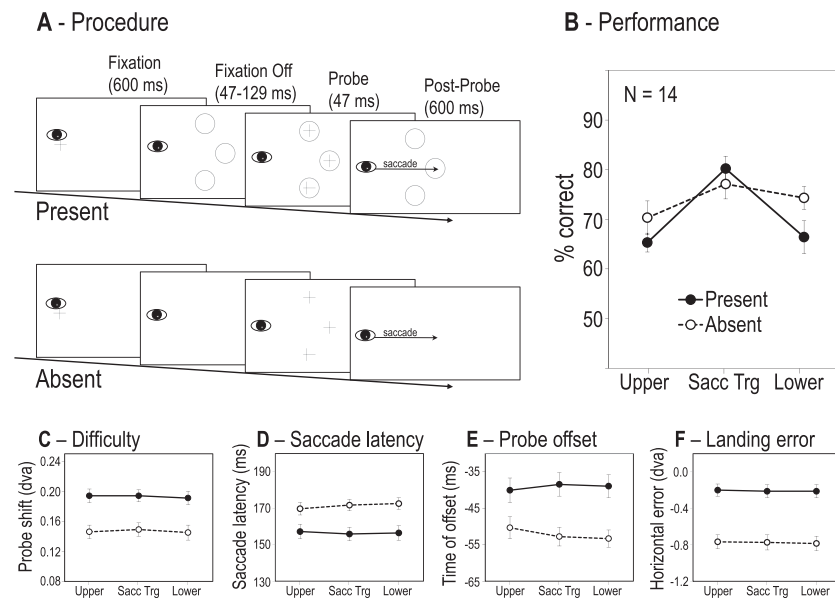 A - Procedure
Fixation
(600 ms)
Fixation Off
(47-129 ms)
Probe
(47 ms)
Post-Probe
(600 ms)
saccade
Present
saccade
Absent
B - Performance
N = 14
90
80
70
60
50
% correct
Present
Absent
Upper Sacc Trg Lower
C – Difficulty
Probe shift (dva)
0.24
0.20
0.16
0.12
0.08
Upper Sacc Trg Lower
D – Saccade latency
Saccade latency (ms)
190
170
150
130
Upper Sacc Trg Lower
E – Probe offset
Time of offset (ms)
-35
-45
-55
-65
Upper Sacc Trg Lower
F – Landing error
Horizontal error (dva)
0.0
-0.4
-0.8
-1.2
Upper Sacc Trg Lower